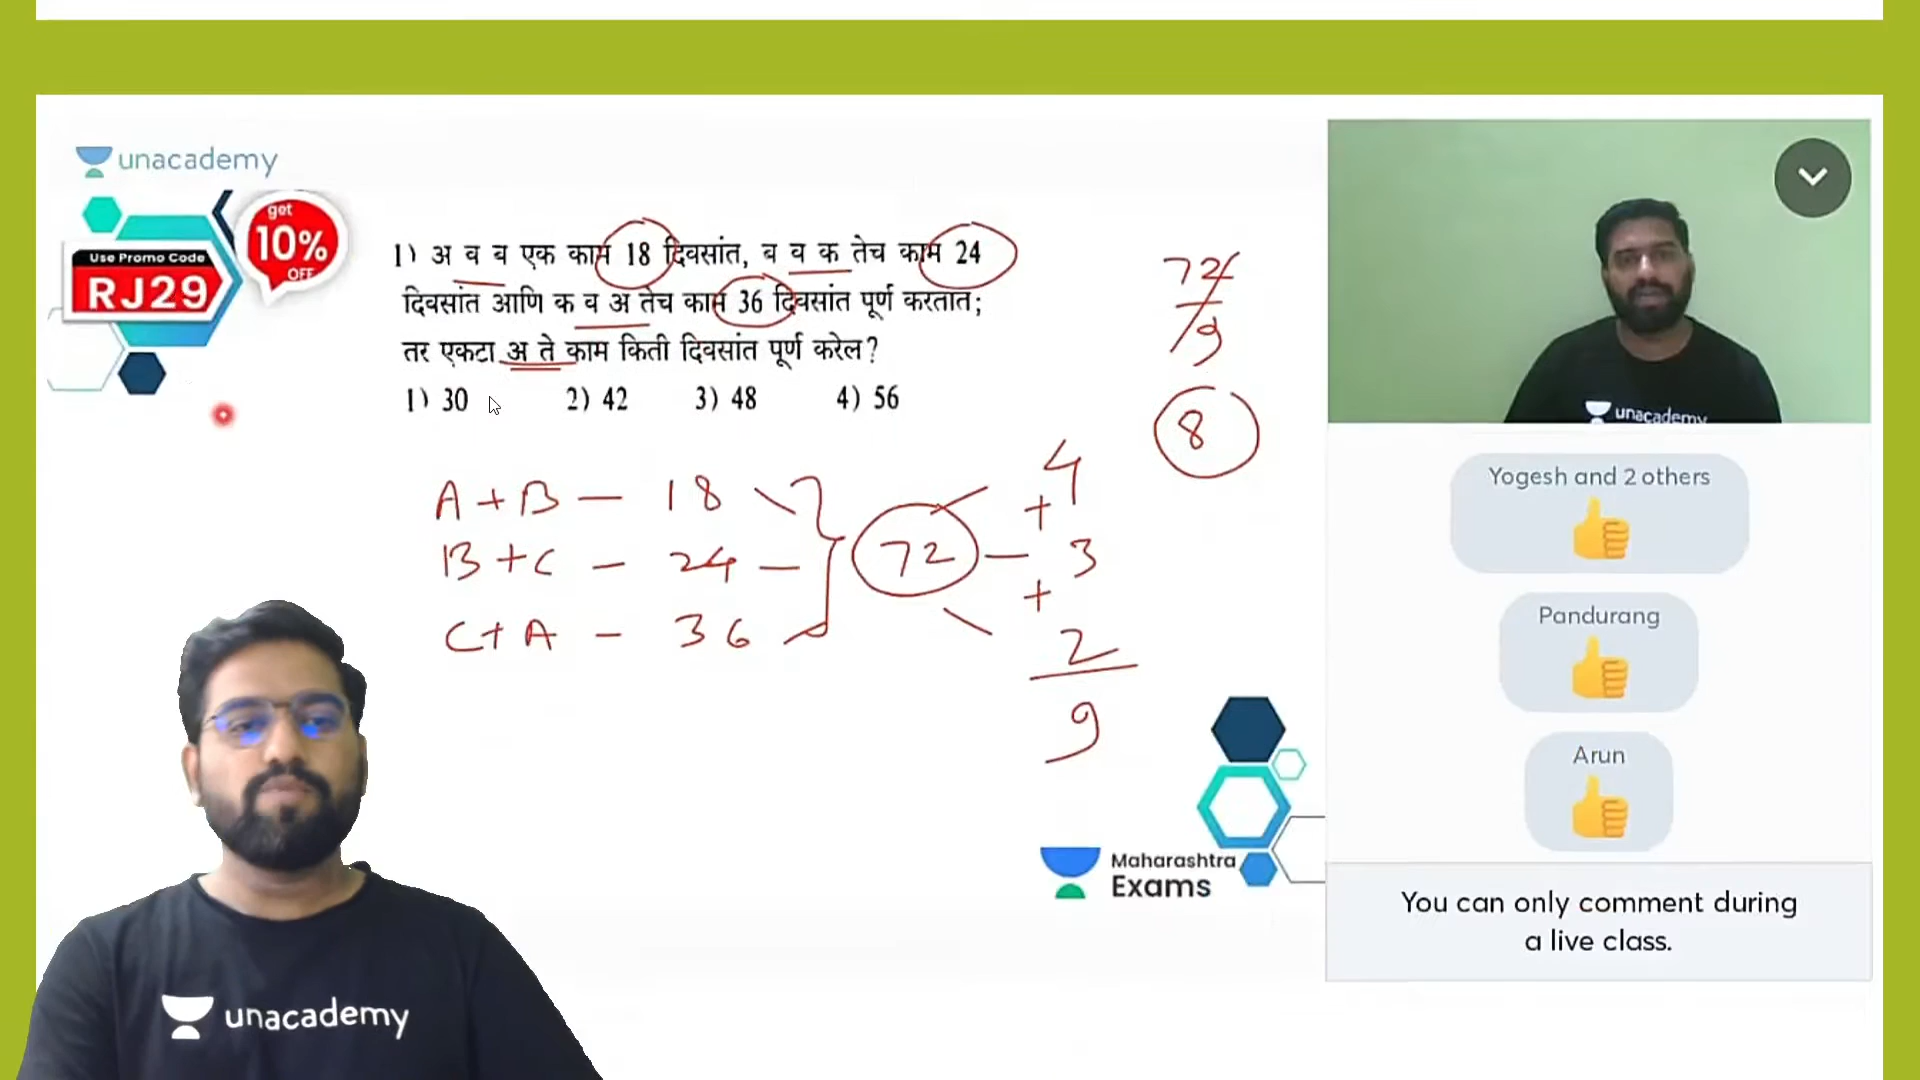 unacademy
get
10%
OFF
Use Promo Code
RJ29
1) अ व ब एक काम 18 दिवसांत, ब व क तेच काम 24
दिवसांत आणि क व अ तेच काम 36 दिवसांत पूर्ण करतात;
तर एकटा अ ते काम किती दिवसांत पूर्ण करेल?
1) 30 2) 42 3) 48 4) 56
72
9
8
A+B – 18
B+C – 24
C+A – 36
72
4
+
3
+
2
9
Maharashtra
Exams
unacademy
unacademy
Yogesh and 2 others
Pandurang
Arun
You can only comment during
a live class.